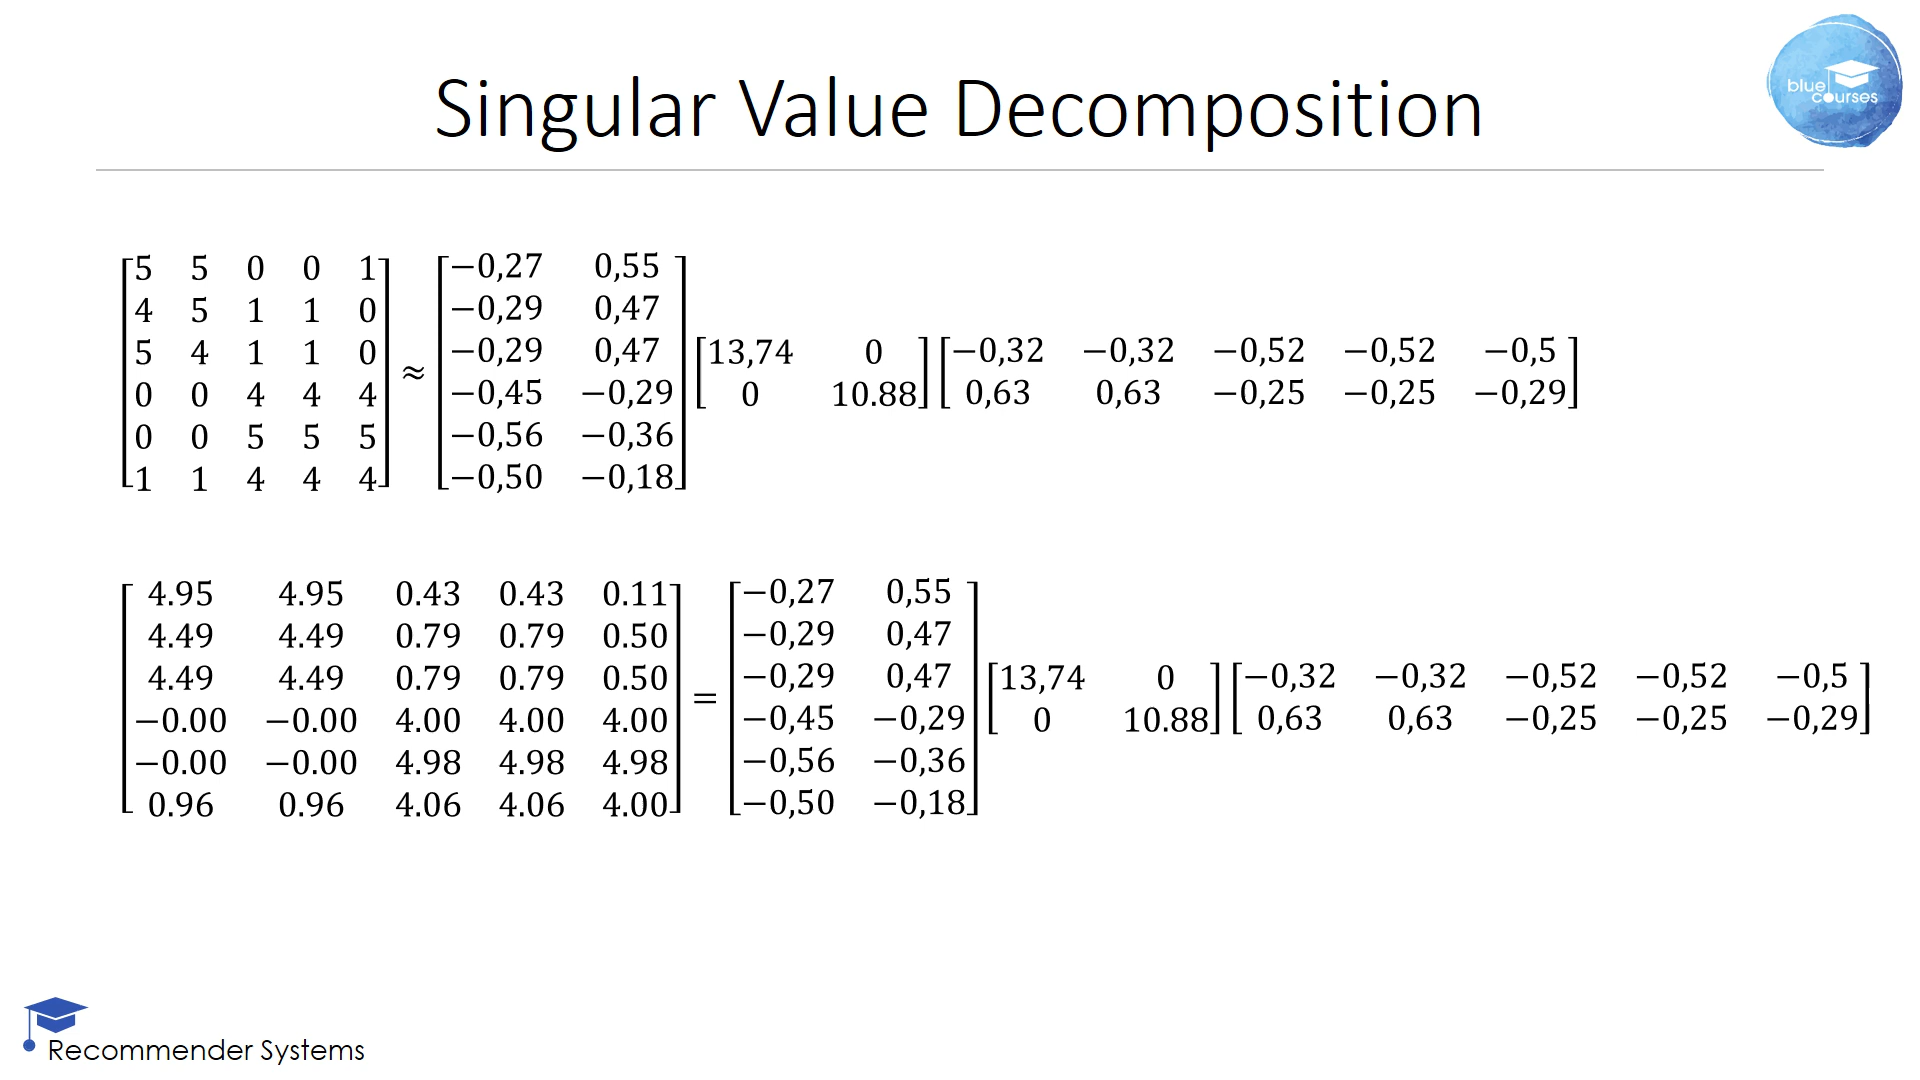 Singular Value Decomposition
blue
courses
[5 5 0 0 1]
[4 5 1 1 0]
[5 4 1 1 0]
[0 0 4 4 4]
[0 0 5 5 5]
[1 1 4 4 4]
≈
[−0,27 0,55]
[−0,29 0,47]
[−0,29 0,47]
[−0,45 −0,29]
[−0,56 −0,36]
[−0,50 −0,18]
[13,74 0]
[0 10.88]
[−0,32 −0,32 −0,52 −0,52 −0,5]
[0,63 0,63 −0,25 −0,25 −0,29]
[4.95 4.95 0.43 0.43 0.11]
[4.49 4.49 0.79 0.79 0.50]
[4.49 4.49 0.79 0.79 0.50]
[−0.00 −0.00 4.00 4.00 4.00]
[−0.00 −0.00 4.98 4.98 4.98]
[0.96 0.96 4.06 4.06 4.00]
=
[−0,27 0,55]
[−0,29 0,47]
[−0,29 0,47]
[−0,45 −0,29]
[−0,56 −0,36]
[−0,50 −0,18]
[13,74 0]
[0 10.88]
[−0,32 −0,32 −0,52 −0,52 −0,5]
[0,63 0,63 −0,25 −0,25 −0,29]
Recommender Systems